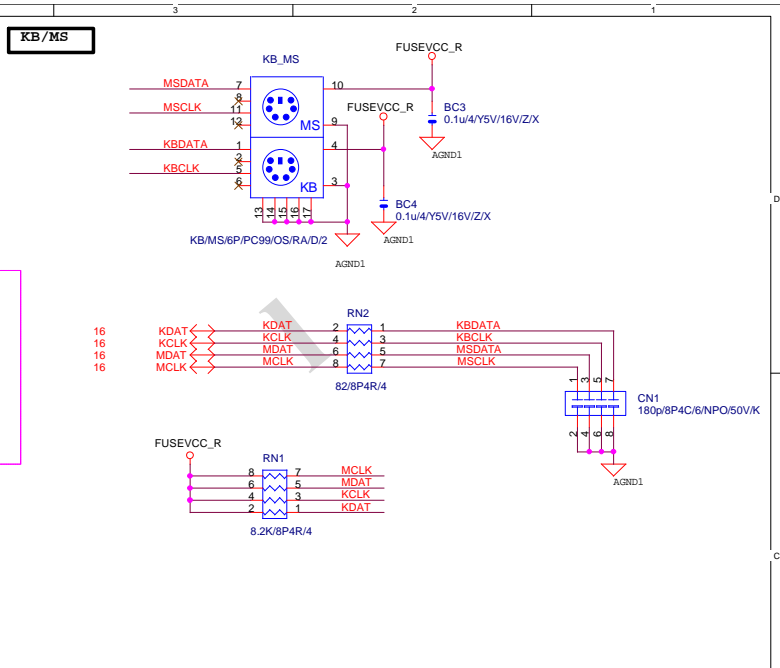 3 2 1
KB/MS
FUSEVCC_R
KB_MS
MSDATA 7 10
8
MSCLK 11
12
MS 9
FUSEVCC_R
BC3
0.1u/4/Y5V/16V/Z/X
AGND1
KBDATA 1 4
2
KBCLK 5
6
KB 3
13 14 15 16 17
BC4
0.1u/4/Y5V/16V/Z/X
AGND1
KB/MS/6P/PC99/OS/RA/D/2
AGND1
D
RN2
16 KDAT KDAT 2 1 KBDATA
16 KCLK KCLK 4 3 KBCLK
16 MDAT MDAT 6 5 MSDATA
16 MCLK MCLK 8 7 MSCLK
82/8P4R/4
1 3 5 7
CN1
180p/8P4C/6/NPO/50V/K
2 4 6 8
AGND1
FUSEVCC_R
RN1
8 7 MCLK
6 5 MDAT
4 3 KCLK
2 1 KDAT
8.2K/8P4R/4
C